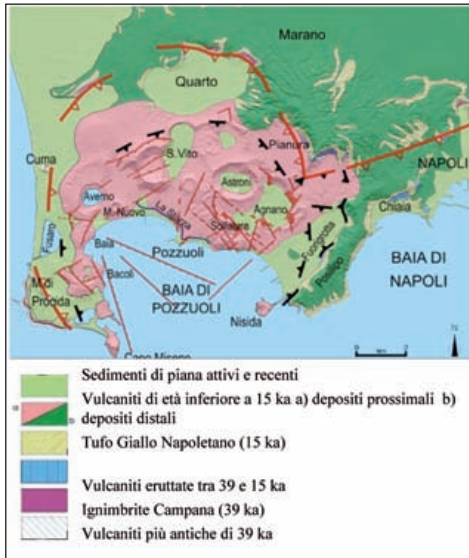 Marano
Quarto
Pianura
Cuma
S. Vito
NAPOLI
Astroni
Averno
Agnano
Chiaia
M. Nuovo
La Starza
Fusaro
Solfatara
Fuorigrotta
Baia
Pozzuoli
Posillipo
BAIA DI
NAPOLI
Bacoli
BAIA DI
POZZUOLI
M. di
Procida
Nisida
Capo Miseno
Sedimenti di piana attivi e recenti
Vulcaniti di età inferiore a 15 ka a) depositi prossimali b)
depositi distali
Tufo Giallo Napoletano (15 ka)
Vulcaniti eruttate tra 39 e 15 ka
Ignimbrite Campana (39 ka)
Vulcaniti più antiche di 39 ka